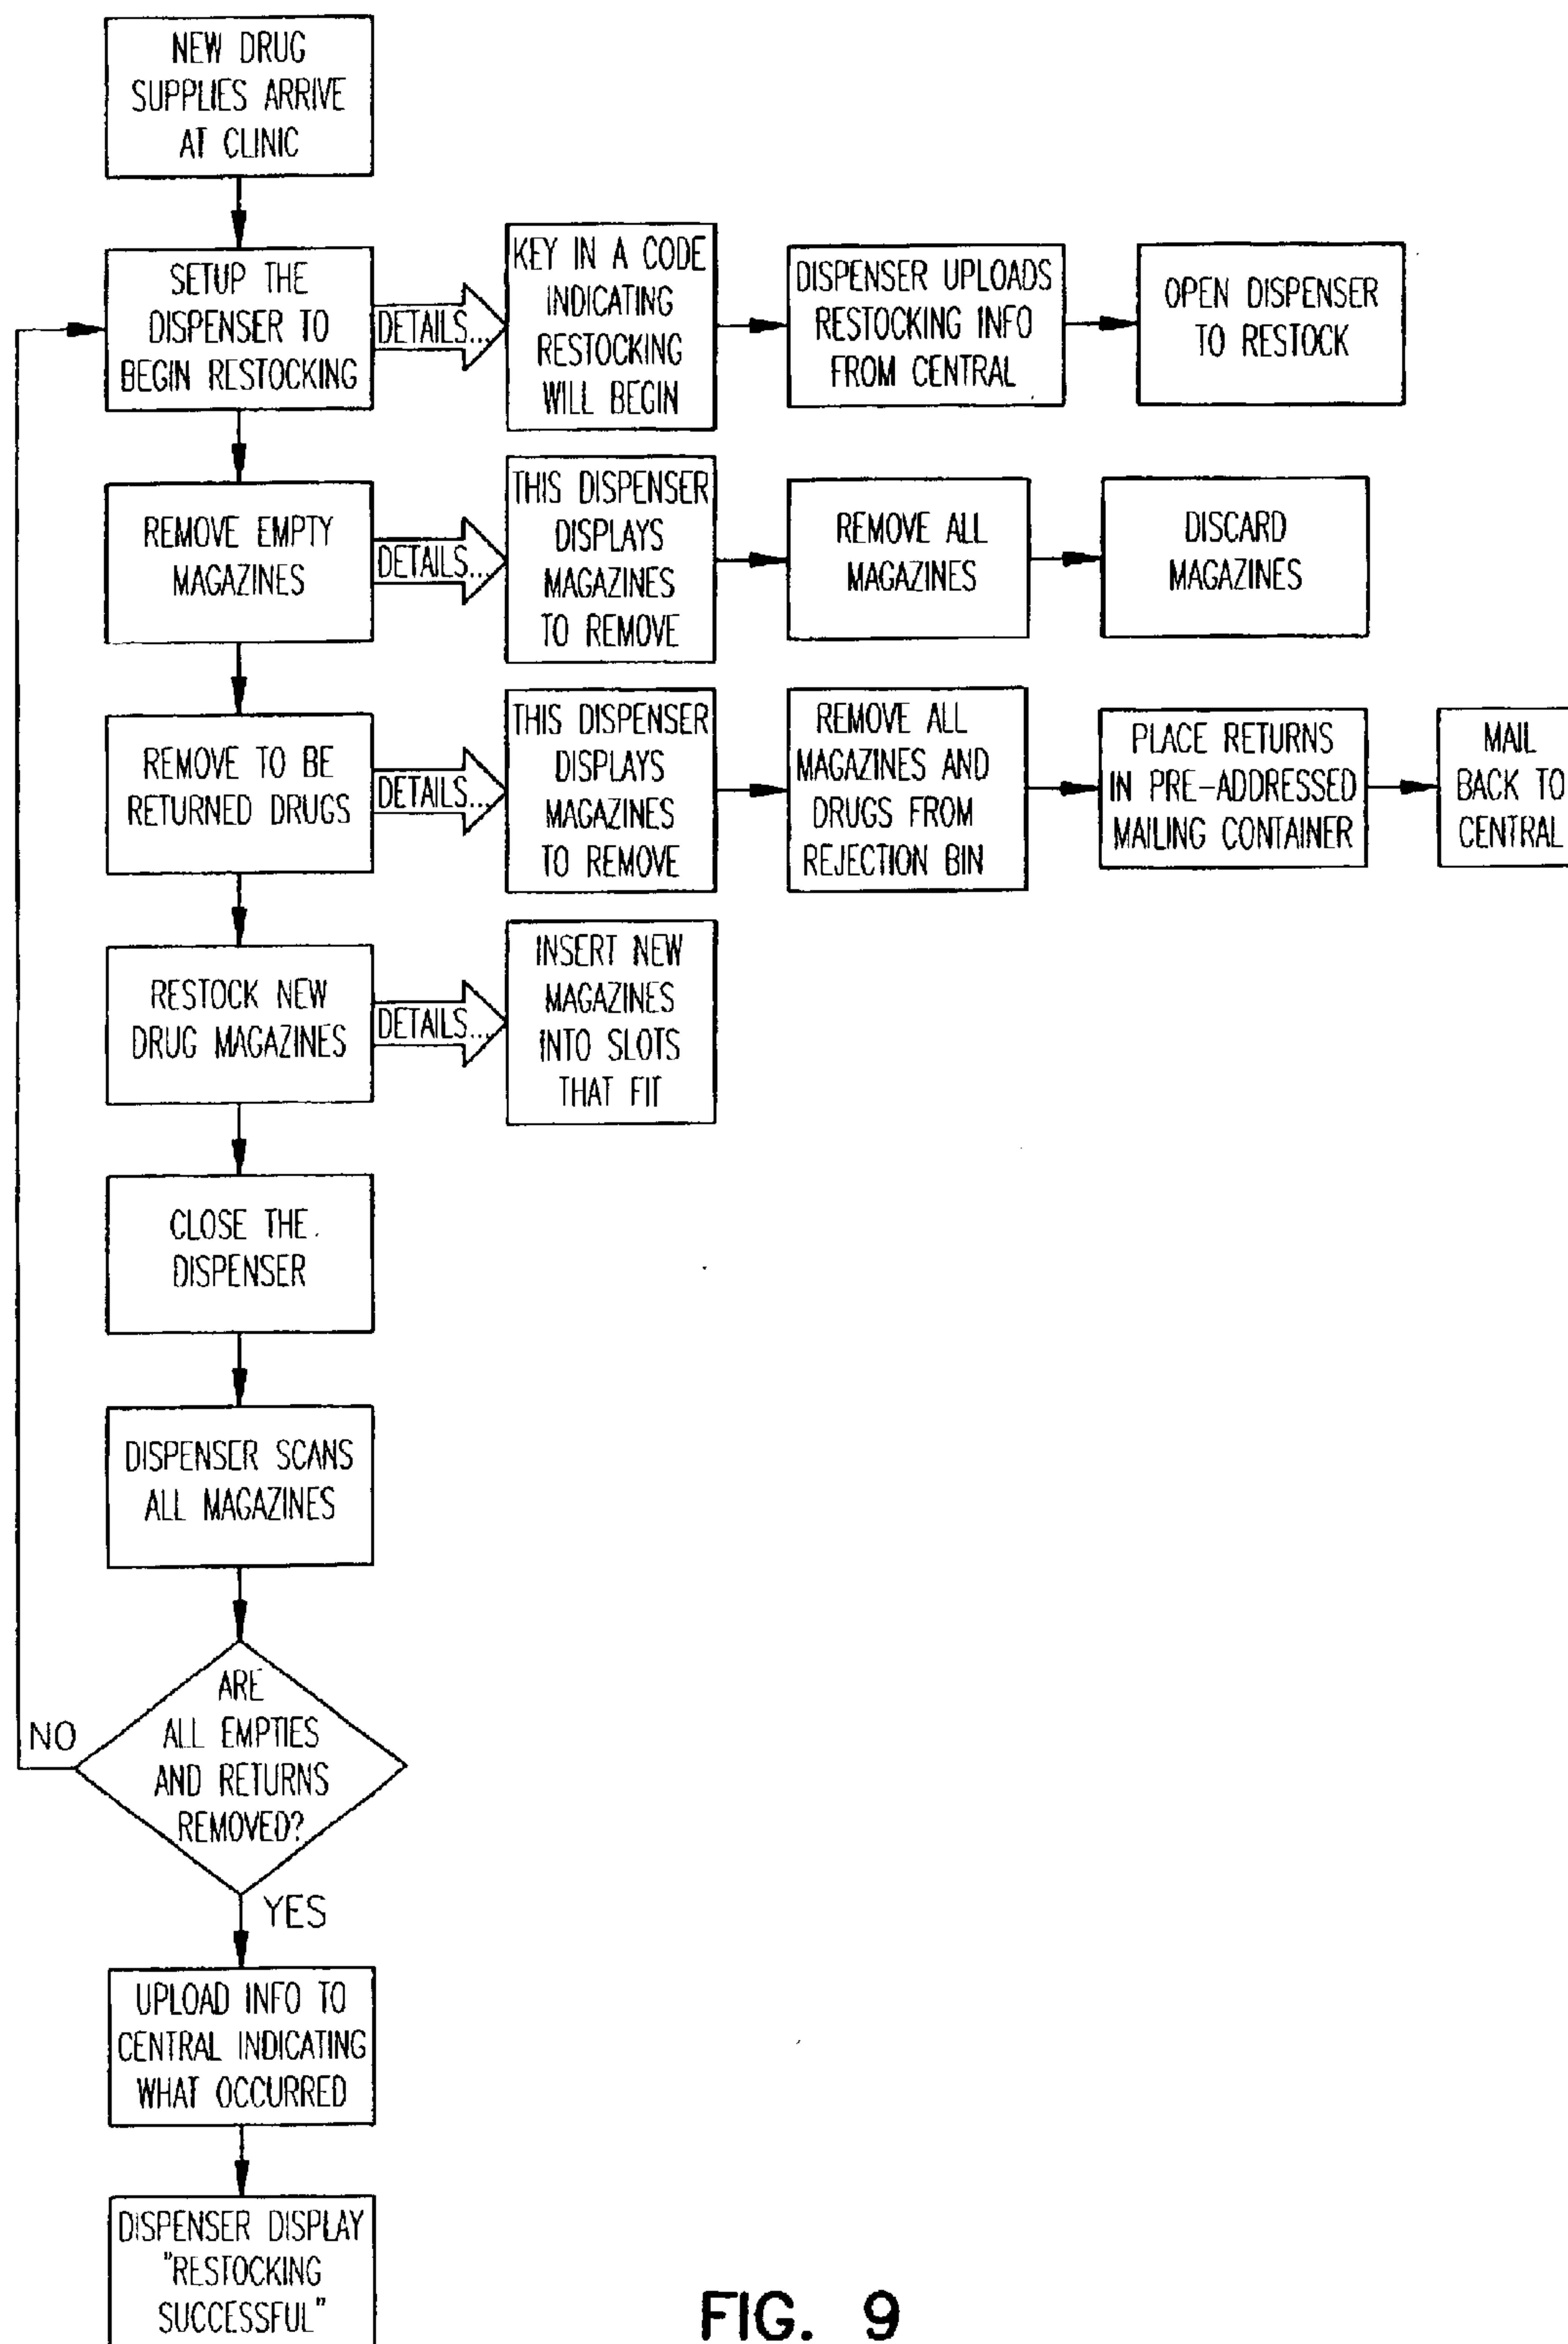 NEW DRUG
SUPPLIES ARRIVE
AT CLINIC
SETUP THE
DISPENSER TO
BEGIN RESTOCKING
DETAILS...
KEY IN A CODE
INDICATING
RESTOCKING
WILL BEGIN
DISPENSER UPLOADS
RESTOCKING INFO
FROM CENTRAL
OPEN DISPENSER
TO RESTOCK
REMOVE EMPTY
MAGAZINES
DETAILS...
THIS DISPENSER
DISPLAYS
MAGAZINES
TO REMOVE
REMOVE ALL
MAGAZINES
DISCARD
MAGAZINES
REMOVE TO BE
RETURNED DRUGS
DETAILS...
THIS DISPENSER
DISPLAYS
MAGAZINES
TO REMOVE
REMOVE ALL
MAGAZINES AND
DRUGS FROM
REJECTION BIN
PLACE RETURNS
IN PRE-ADDRESSED
MAILING CONTAINER
MAIL
BACK TO
CENTRAL
RESTOCK NEW
DRUG MAGAZINES
DETAILS...
INSERT NEW
MAGAZINES
INTO SLOTS
THAT FIT
CLOSE THE
DISPENSER
DISPENSER SCANS
ALL MAGAZINES
ARE
ALL EMPTIES
AND RETURNS
REMOVED?
NO
YES
UPLOAD INFO TO
CENTRAL INDICATING
WHAT OCCURRED
DISPENSER DISPLAY
"RESTOCKING
SUCCESSFUL"
FIG. 9